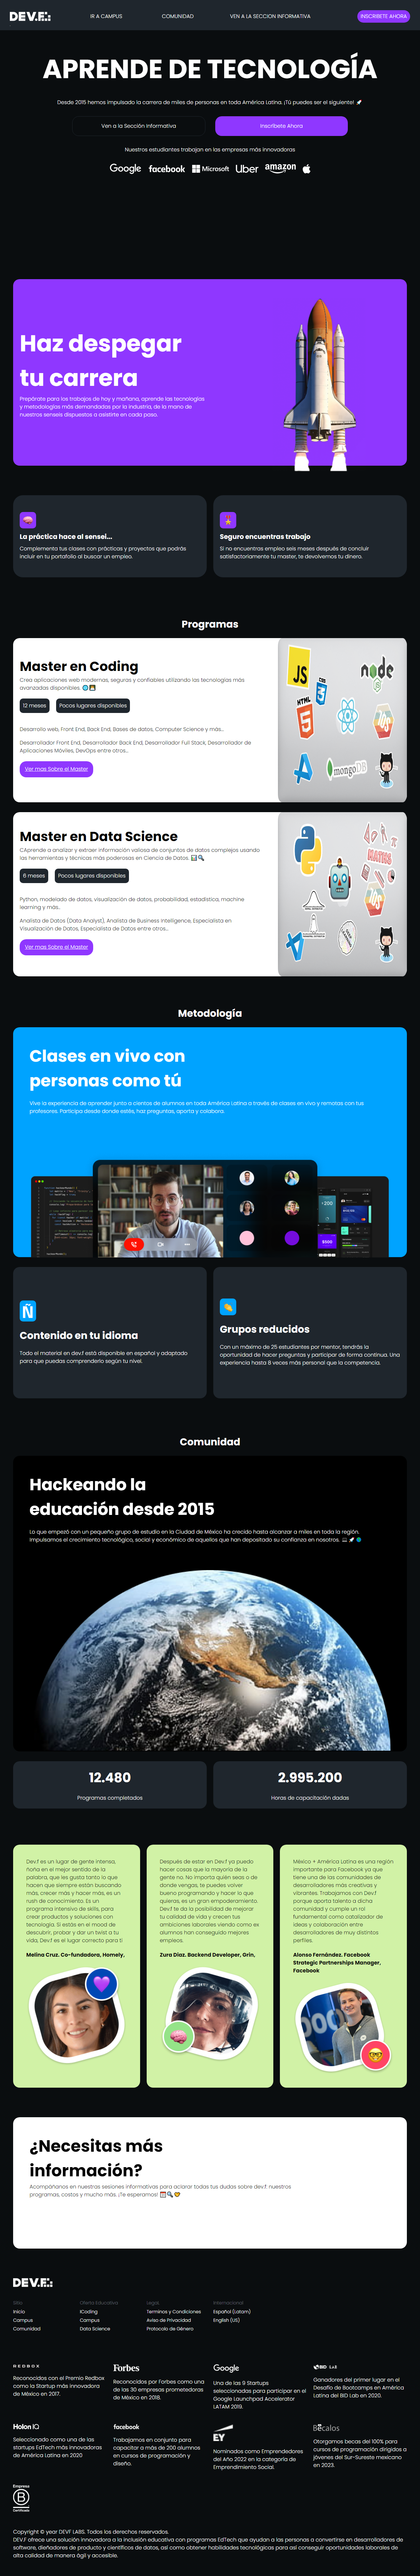 DEV.F.:
IR A CAMPUS
COMUNIDAD
VEN A LA SECCION INFORMATIVA
INSCRIBETE AHORA
APRENDE DE TECNOLOGÍA
Desde 2015 hemos impulsado la carrera de miles de personas en toda América Latina. ¡Tú puedes ser el siguiente! 🚀
Ven a la Sección Informativa
Inscríbete Ahora
Nuestros estudiantes trabajan en las empresas más innovadoras
Google facebook Microsoft Uber amazon
Haz despegar
tu carrera
Prepárate para los trabajos de hoy y mañana, aprende las tecnologías
y metodologías más demandados por la industria, de la mano de
nuestros senseis dispuestos a asistirte en cada paso.
La práctica hace al sensei...
Complementa tus clases con prácticas y proyectos que podrás
incluir en tu portafolio al buscar un empleo.
Seguro encuentras trabajo
Si no encuentras empleo seis meses después de concluir
satisfactoriamente tu master, te devolvemos tu dinero.
Programas
Master en Coding
Crea aplicaciones web modernas, seguras y confiables utilizando las tecnologías más
avanzadas disponibles.
12 meses
Pocos lugares disponibles
Desarrollo web, Front End, Back End, Bases de datos, Computer Science y más...
Desarrollador Front End, Desarrollador Back End, Desarrollador Full Stack, Desarrollador de
Aplicaciones Móviles, DevOps entre otros...
Ver mas Sobre el Master
JS
CSS
HTML
node
mongoDB
Master en Data Science
Cáprende a analizar y extraer información valiosa de conjuntos de datos complejos usando
las herramientas y técnicas más poderosas en Ciencia de Datos.
8 meses
Pocos lugares disponibles
Python, modelado de datos, visualización de datos, probabilidad, estadística, machine
learning y más..
Analista de Datos (Data Analyst), Analista de Business Intelligence, Especialista en
Visualización de Datos, Especialista de Datos entre otros...
Ver mas Sobre el Master
MATHS
Metodología
Clases en vivo con
personas como tú
Vive la experiencia de aprender junto a cientos de alumnos en toda América Latina a través de clases en vivo y remotas con tus
profesores. Participa desde donde estés, haz preguntas, aporta y colabora.
Ñ
Contenido en tu idioma
Todo el material en dev.f está disponible en español y adaptado
para que puedas comprenderlo según tu nivel.
Grupos reducidos
Con un máximo de 25 estudiantes por mentor, tendrás la
oportunidad de hacer preguntas y participar de forma continua. Una
experiencia hasta 8 veces más personal que la competencia.
Comunidad
Hackeando la
educación desde 2015
Lo que empezó con un pequeño grupo de estudio en la Ciudad de México ha crecido hasta alcanzar a miles en toda la región.
Impulsamos el crecimiento tecnológico, social y económico de aquellos que han depositado su confianza en nosotros.
12.480
Programas completados
2.995.200
Horas de capacitación dadas
Dev.f es un lugar de gente intensa,
ñoña en el mejor sentido de la
palabra, que les gusta tanto lo que
hacen que siempre están buscando
más, crecer más y hacer más, es un
rush de conocimiento. Es un
programa intensivo de skills, para
crear productos y soluciones con
tecnología. Si estás en el mood de
descubrir, probar y dar un twist a tu
vida, Dev.f es el lugar correcto para ti
Melina Cruz. Co-fundadora, Homely,
Después de estar en Dev.f ya puedo
hacer cosas que la mayoría de la
gente no. No importa quién seas o de
donde vengas, te puedes volver
bueno programando y hacer lo que
quieras, es un gran empoderamiento.
Dev.f te da la posibilidad de mejorar
tu calidad de vida y crecen tus
ambiciones laborales viendo como ex
alumnos han conseguido mejores
empleos.
Zura Diaz. Backend Developer, Grin,
México + América Latina es una región
importante para Facebook ya que
tiene una de las comunidades de
desarrolladores más creativas y
vibrantes. Trabajamos con Dev.f
porque aporta talento a dicha
comunidad y cumple un rol
fundamental como catalizador de
ideas y colaboración entre
desarrolladores de muy distintos
perfiles.
Alonso Fernández. Facebook
Strategic Partnerships Manager,
Facebook
¿Necesitas más
información?
Acompáñanos en nuestras sesiones informativas para aclarar todas tus dudas sobre dev.f: nuestros
programas, costos y mucho más, ¡Te esperamos!
DEV.F.:
Sitio
Inicio
Campus
Comunidad
Oferta Educativa
ICoding
Campus
Data Science
Legal
Terminos y Condiciones
Aviso de Privacidad
Protocolo de Género
Internacional
Español (Latam)
English (US)
REDBOX
Reconocidos con el Premio Redbox
como la Startup más Innovadora
de México en 2017.
Forbes
Reconocidos por Forbes como una
de las 30 empresas prometedoras
de México en 2018.
Google
Una de las 9 Startups
seleccionadas para participar en el
Google Launchpad Accelerator
LATAM 2019.
BID Lab
Ganadores del primer lugar en el
Desafío de Bootcamps en América
Latina del BID Lab en 2020.
Holon IQ
Seleccionado como una de las
startups EdTech más innovadoras
de América Latina en 2020
facebook
Trabajamos en conjunto para
capacitar a más de 200 alumnos
en cursos de programación y
diseño.
EY
Nominados como Emprendedores
del Año 2022 en la categoría de
Emprendimiento Social.
Bécalos
Otorgamos becas del 100% para
cursos de programación dirigidos a
jóvenes del Sur-Sureste mexicano
en 2023.
Empresa
B
Certificada
Copyright © year DEVF LABS. Todos los derechos reservados.
DEV.F ofrece una solución innovadora a la inclusión educativa con programas EdTech que ayudan a las personas a convertirse en desarrolladores de
software, diseñadores de producto y científicos de datos, así como obtener habilidades tecnológicas para así conseguir oportunidades laborales de
alta calidad de manera ágil y accesible.